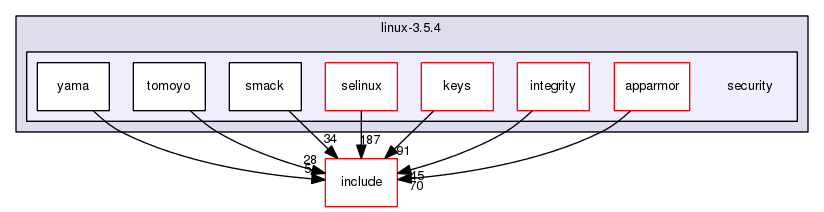 linux-3.5.4
yama
tomoyo
smack
selinux
keys
integrity
apparmor
security
34
187
91
28
5
45
70
include